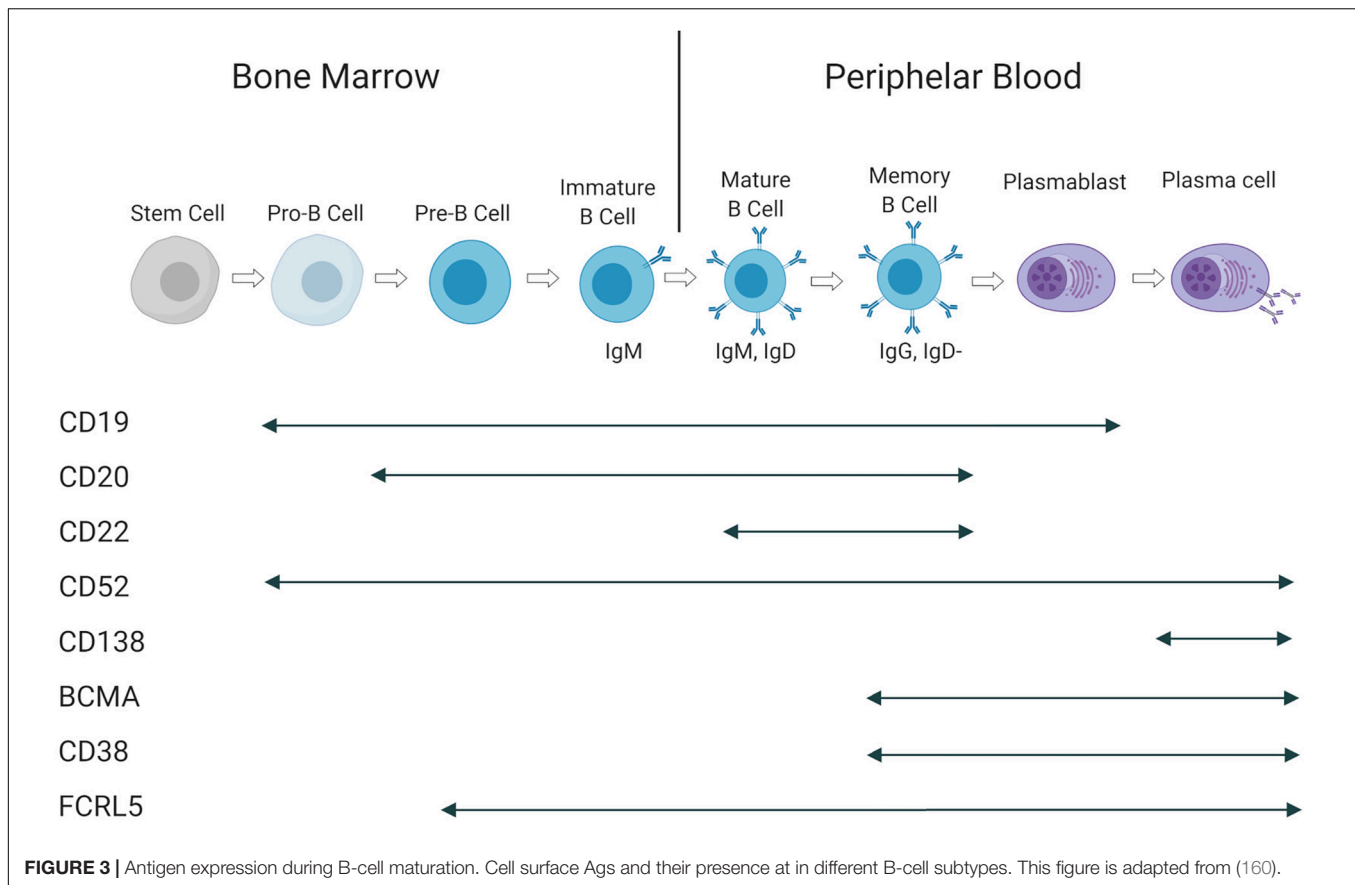 Bone Marrow
Periphelar Blood
Stem Cell
Pro-B Cell
Pre-B Cell
Immature
B Cell
Mature
B Cell
Memory
B Cell
Plasmablast
Plasma cell
IgM
IgM, IgD
IgG, IgD-
CD19
CD20
CD22
CD52
CD138
BCMA
CD38
FCRL5
FIGURE 3 | Antigen expression during B-cell maturation. Cell surface Ags and their presence at in different B-cell subtypes. This figure is adapted from (160).